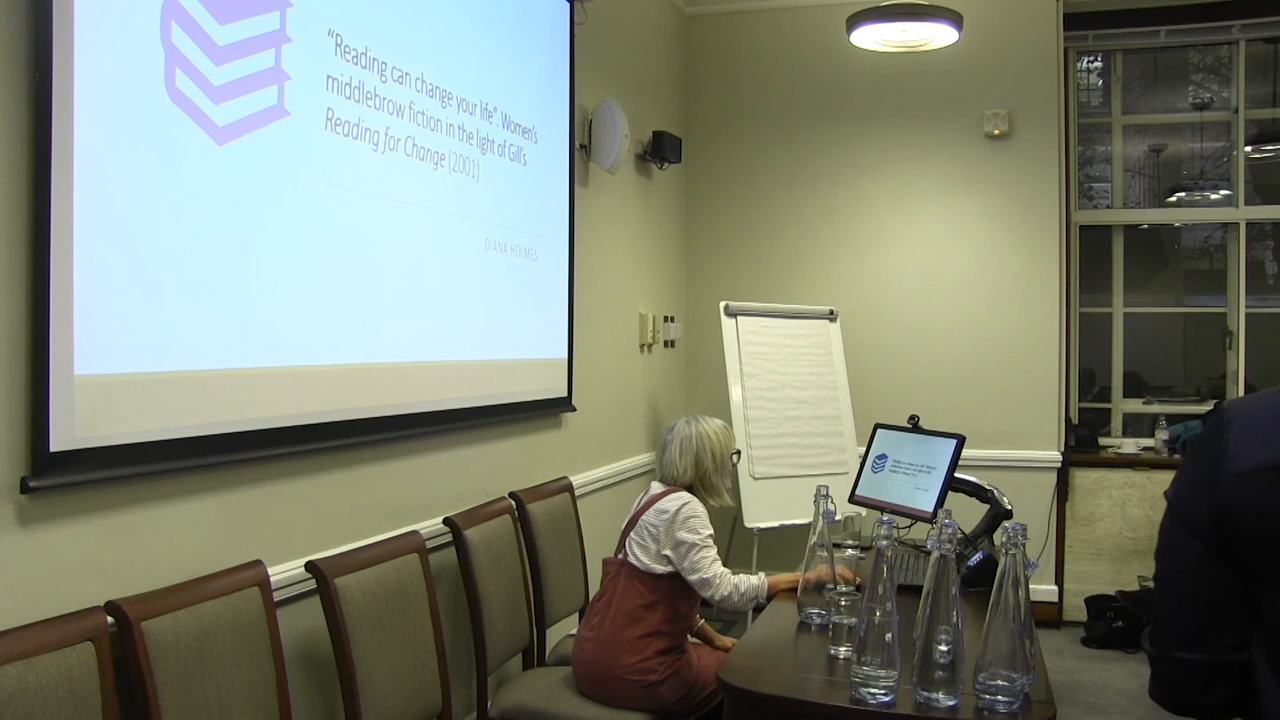 “Reading can change your life”. Women's
middlebrow fiction in the light of Gill's
Reading for Change (2001)
DIANA HOLMES